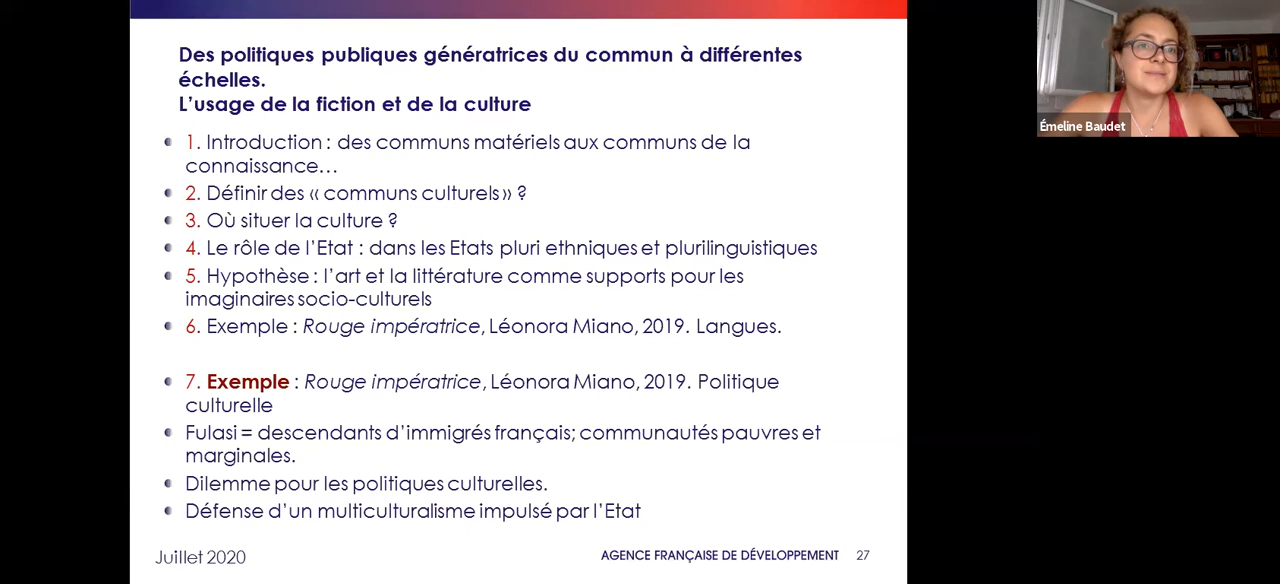 Des politiques publiques génératrices du commun à différentes
échelles.
L'usage de la fiction et de la culture
1. Introduction : des communs matériels aux communs de la
connaissance…
2. Définir des « communs culturels » ?
3. Où situer la culture ?
4. Le rôle de l'Etat : dans les Etats pluri ethniques et plurilinguistiques
5. Hypothèse : l'art et la littérature comme supports pour les
imaginaires socio-culturels
6. Exemple : Rouge impératrice, Léonora Miano, 2019. Langues.
7. Exemple : Rouge impératrice, Léonora Miano, 2019. Politique
culturelle
Fulasi = descendants d'immigrés français; communautés pauvres et
marginales.
Dilemme pour les politiques culturelles.
Défense d'un multiculturalisme impulsé par l'Etat
Juillet 2020
AGENCE FRANÇAISE DE DÉVELOPPEMENT 27
Émeline Baudet